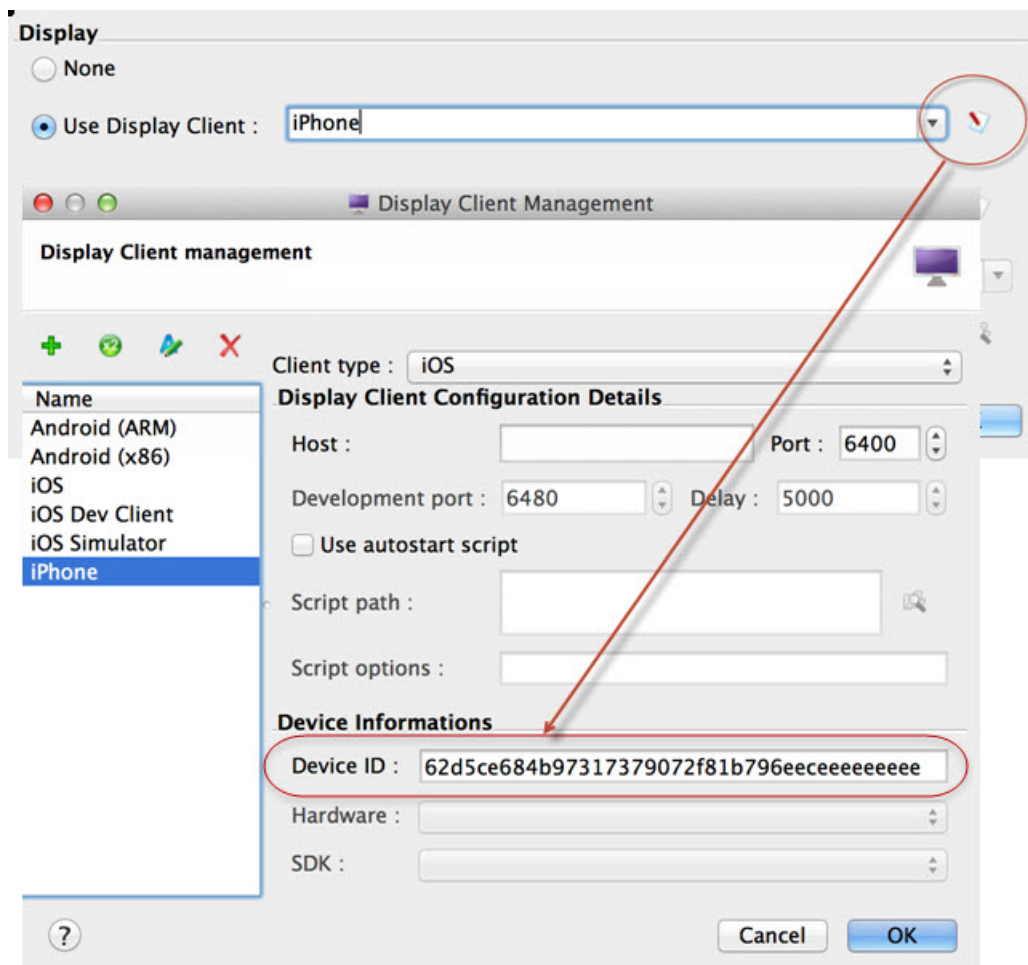 Display
None
Use Display Client : iPhone
Display Client Management
Display Client management
Client type : iOS
Name
Android (ARM)
Android (x86)
iOS
iOS Dev Client
iOS Simulator
iPhone
Display Client Configuration Details
Host : Port : 6400
Development port : 6480 Delay : 5000
Use autostart script
Script path :
Script options :
Device Informations
Device ID : 62d5ce684b97317379072f81b796eeceeeeeeeee
Hardware :
SDK :
? Cancel OK